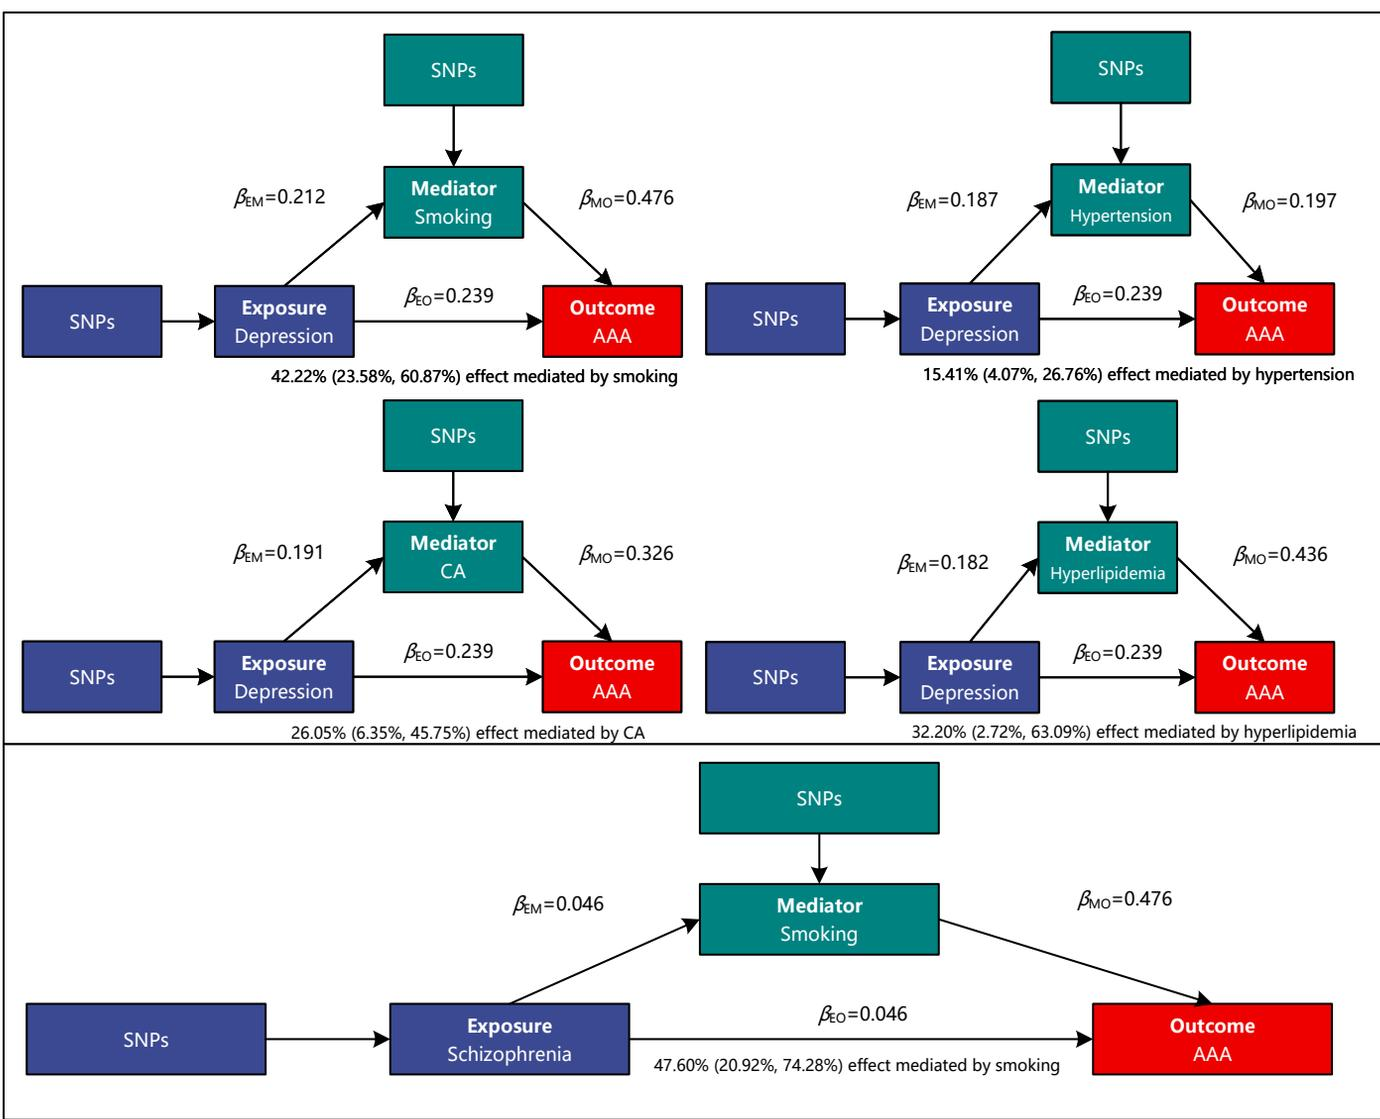 SNPs
Mediator
Smoking
βEM=0.212
βMO=0.476
SNPs
Exposure
Depression
βEO=0.239
Outcome
AAA
42.22% (23.58%, 60.87%) effect mediated by smoking
SNPs
Mediator
Hypertension
βEM=0.187
βMO=0.197
SNPs
Exposure
Depression
βEO=0.239
Outcome
AAA
15.41% (4.07%, 26.76%) effect mediated by hypertension
SNPs
Mediator
CA
βEM=0.191
βMO=0.326
SNPs
Exposure
Depression
βEO=0.239
Outcome
AAA
26.05% (6.35%, 45.75%) effect mediated by CA
SNPs
Mediator
Hyperlipidemia
βEM=0.182
βMO=0.436
SNPs
Exposure
Depression
βEO=0.239
Outcome
AAA
32.20% (2.72%, 63.09%) effect mediated by hyperlipidemia
SNPs
Mediator
Smoking
βEM=0.046
βMO=0.476
SNPs
Exposure
Schizophrenia
βEO=0.046
Outcome
AAA
47.60% (20.92%, 74.28%) effect mediated by smoking